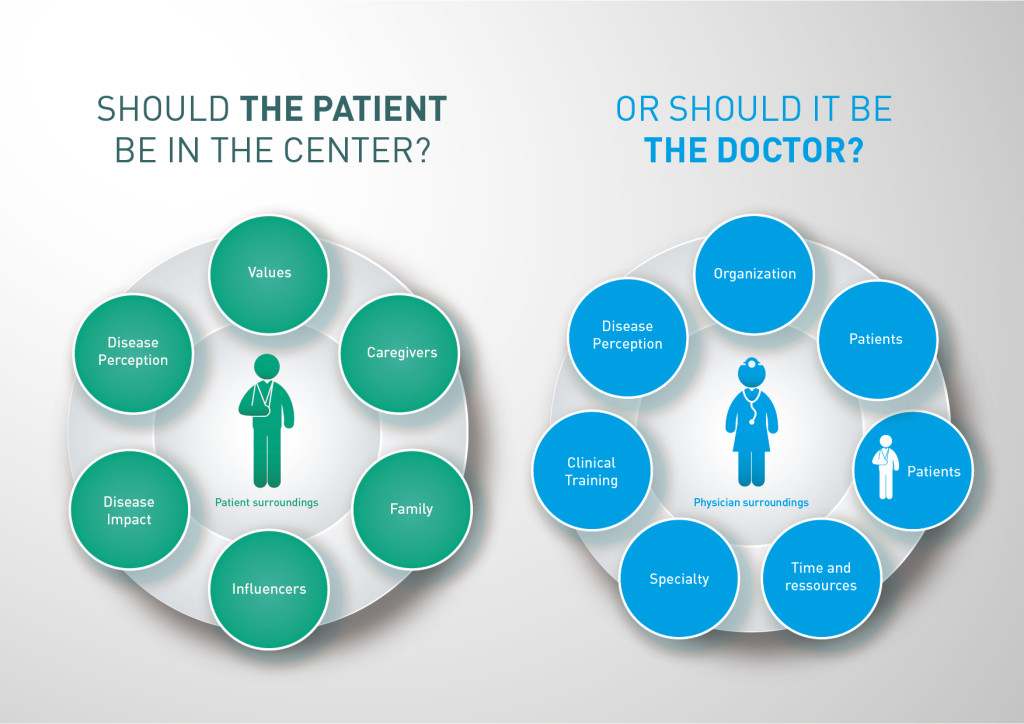 SHOULD THE PATIENT
BE IN THE CENTER?
Values
Caregivers
Family
Influencers
Disease
Impact
Disease
Perception
Patient surroundings
OR SHOULD IT BE
THE DOCTOR?
Organization
Patients
Patients
Time and
ressources
Specialty
Clinical
Training
Disease
Perception
Physician surroundings